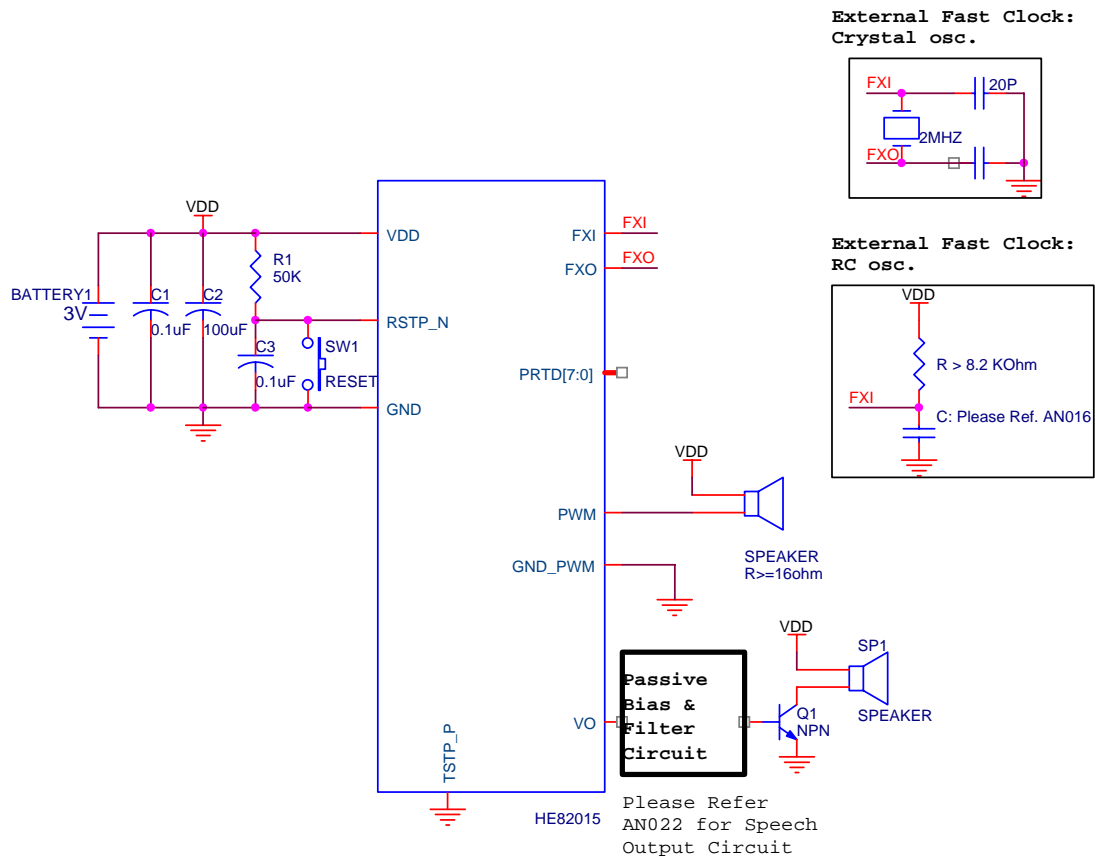 External Fast Clock:
Crystal osc.
FXI
20P
2MHZ
FXO
VDD
VDD
FXI
FXI
FXO
FXO
External Fast Clock:
RC osc.
VDD
R1
50K
BATTERY1
3V
C1
0.1uF
C2
100uF
RSTP_N
C3
0.1uF
SW1
RESET
GND
PRTD[7:0]
R > 8.2 KOhm
FXI
C: Please Ref. AN016
VDD
PWM
SPEAKER
R>=16ohm
GND_PWM
VDD
SP1
SPEAKER
Passive
Bias &
Filter
Circuit
VO
Q1
NPN
TSTP_P
HE82015
Please Refer
AN022 for Speech
Output Circuit